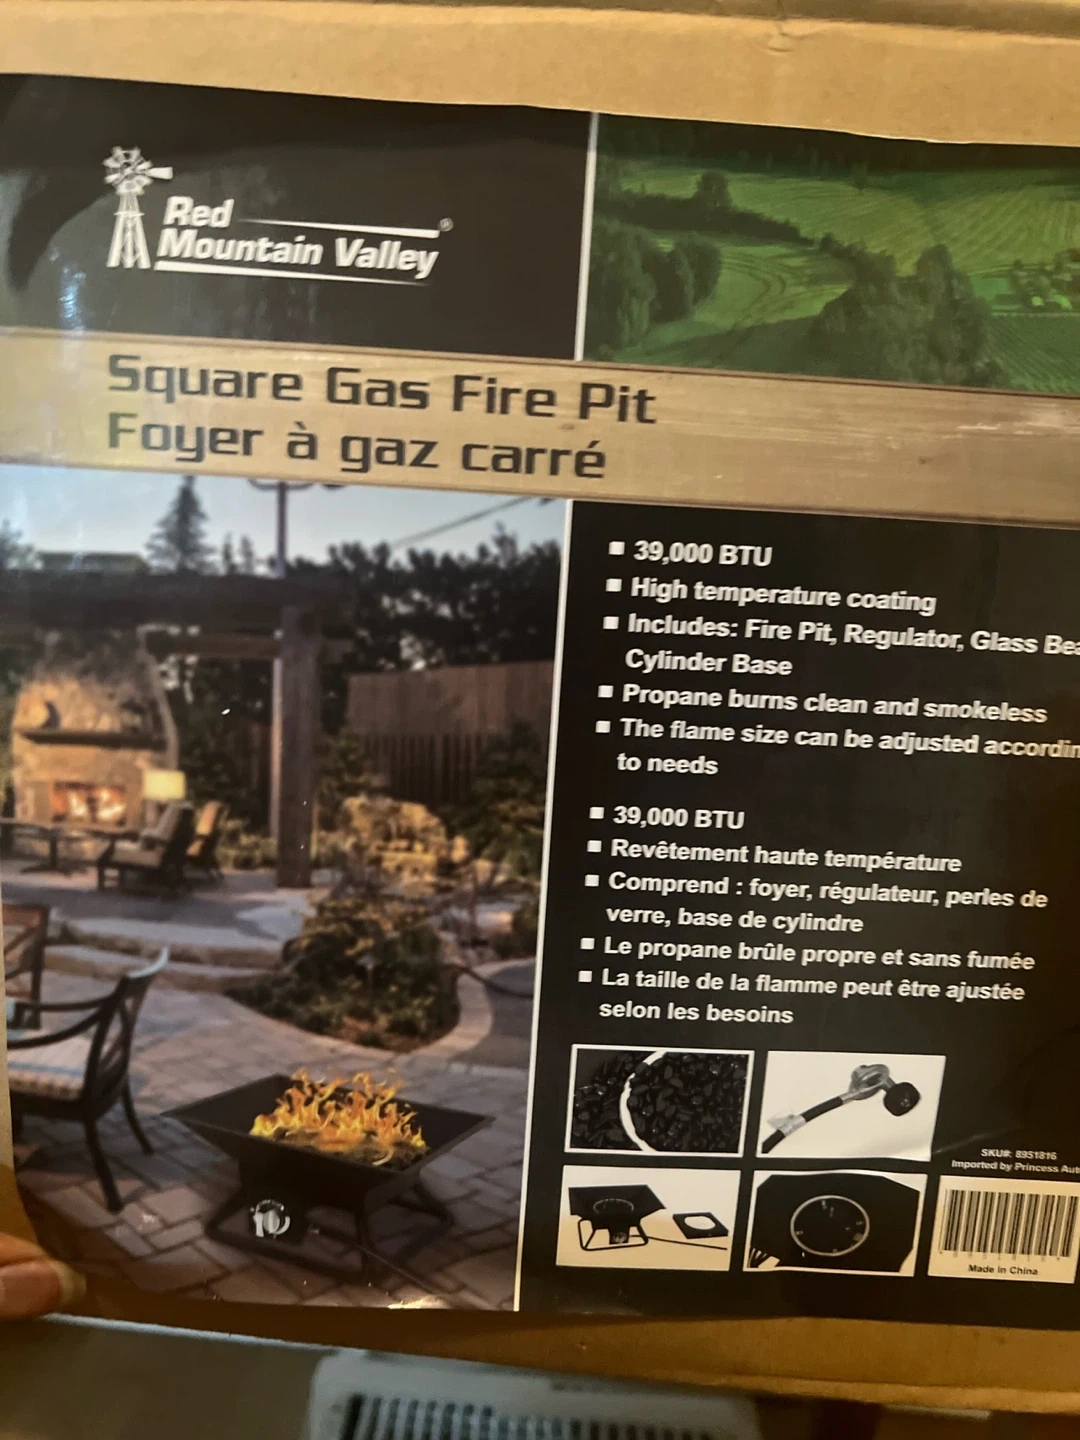 Red
Mountain Valley®
Square Gas Fire Pit
Foyer à gaz carré
■ 39,000 BTU
■ High temperature coating
■ Includes: Fire Pit, Regulator, Glass
Cylinder Base
■ Propane burns clean and smokeless
■ The flame size can be adjusted
to needs
■ 39,000 BTU
■ Revêtement haute température
■ Comprend : foyer, régulateur, perles de
verre, base de cylindre
■ Le propane brûle propre et sans fumée
■ La taille de la flamme peut être ajustée
selon les besoins
SKU#: 8951816
Imported by Princess
Made in China